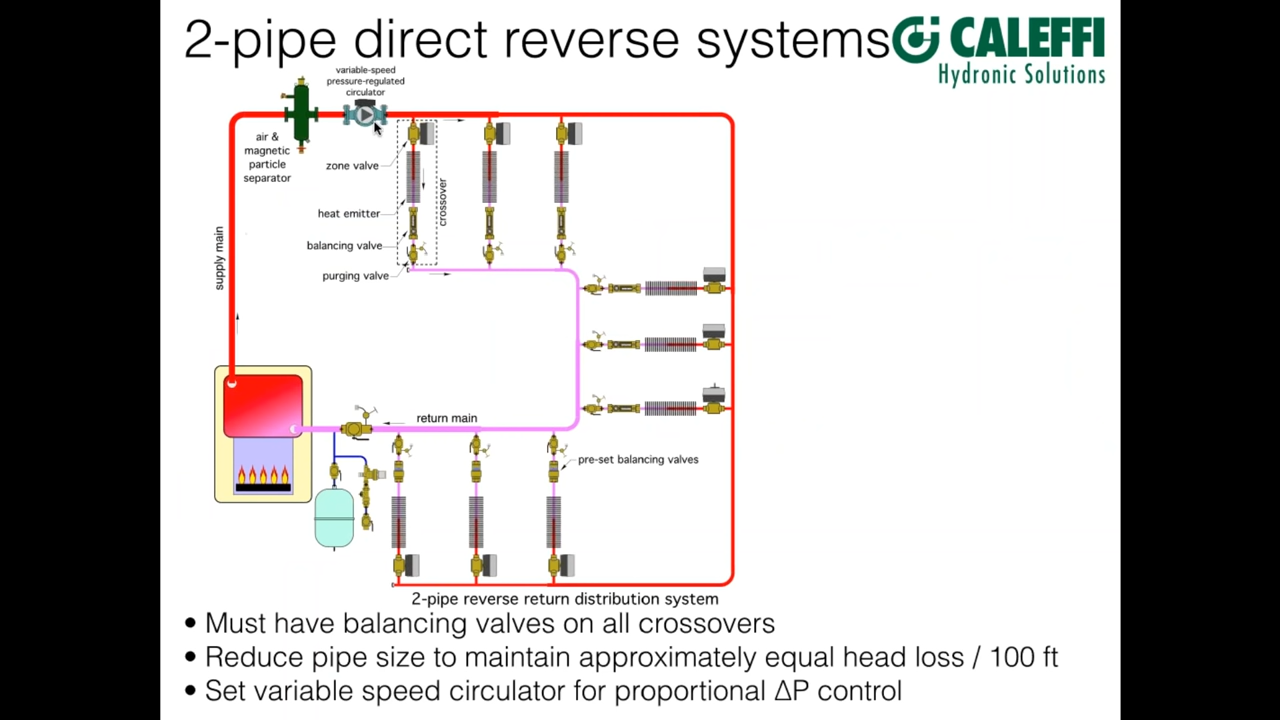 2-pipe direct reverse systems
CALEFFI
Hydronic Solutions
variable-speed
pressure-regulated
circulator
air &
magnetic
particle
separator
zone valve
heat emitter
balancing valve
purging valve
crossover
supply main
return main
pre-set balancing valves
2-pipe reverse return distribution system
• Must have balancing valves on all crossovers
• Reduce pipe size to maintain approximately equal head loss / 100 ft
• Set variable speed circulator for proportional ΔP control